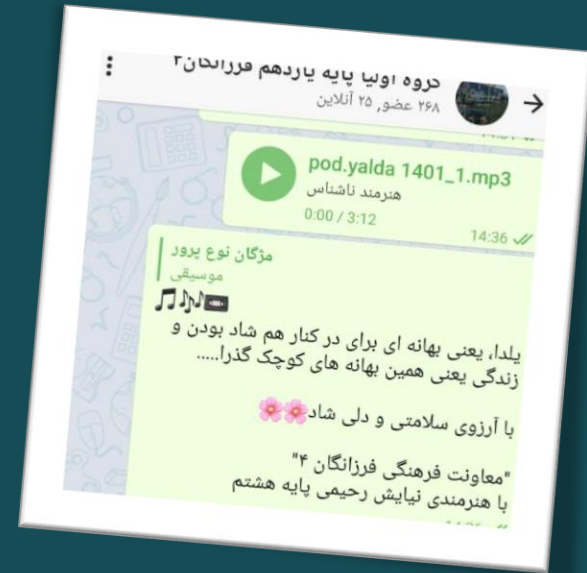 گروه اولیا پایه یازدهم فرزانگان
۲۶۸ عضو, ۲۵ آنلاین
pod.yalda 1401_1.mp3
هنرمند ناشناس
0:00 / 3:12
14:36
مژگان نوع پرور
موسیقی
یلدا، یعنی بهانه ای برای در کنار هم شاد بودن و
زندگی یعنی همین بهانه های کوچک گذرا.....
با آرزوی سلامتی و دلی شاد🌸🌸
"معاونت فرهنگی فرزانگان ۴"
با هنرمندی نیایش رحیمی پایه هشتم